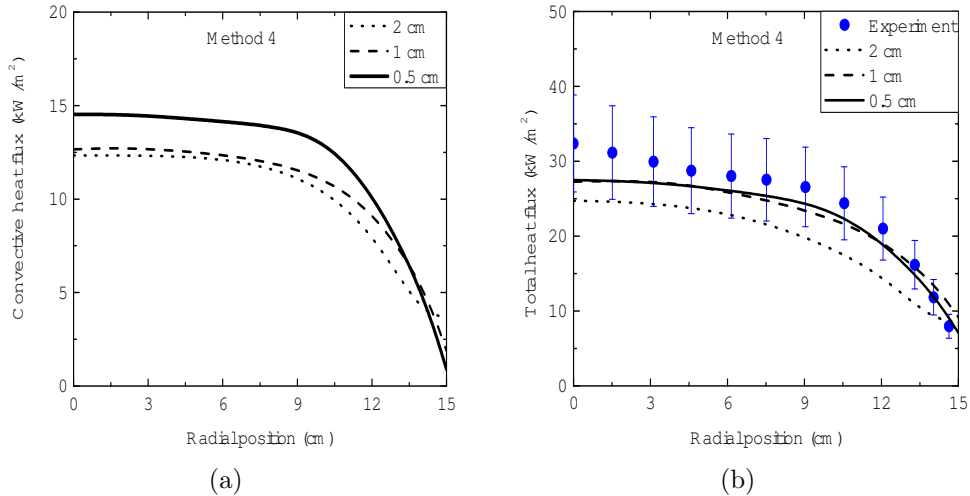 Method 4
2 cm
1 cm
0.5 cm
Convective heat flux (kW/m²)
20
15
10
5
0
0 3 6 9 12 15
Radial position (cm)
(a)
Method 4
Experiment
2 cm
1 cm
0.5 cm
Total heat flux (kW/m²)
50
40
30
20
10
0
0 3 6 9 12 15
Radial position (cm)
(b)